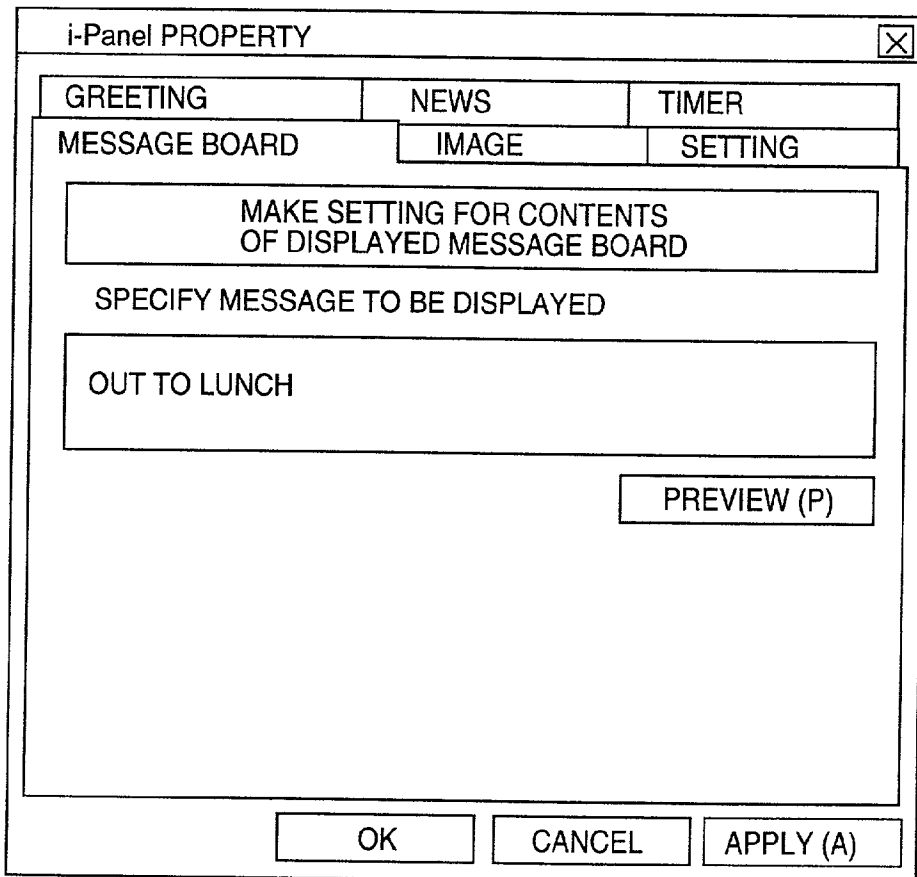 i-Panel PROPERTY
GREETING NEWS TIMER
MESSAGE BOARD IMAGE SETTING
MAKE SETTING FOR CONTENTS
OF DISPLAYED MESSAGE BOARD
SPECIFY MESSAGE TO BE DISPLAYED
OUT TO LUNCH
PREVIEW (P)
OK CANCEL APPLY (A)